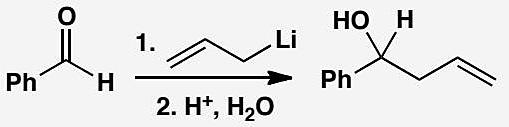 O
Ph H
1. Li
2. H⁺, H₂O
HO H
Ph